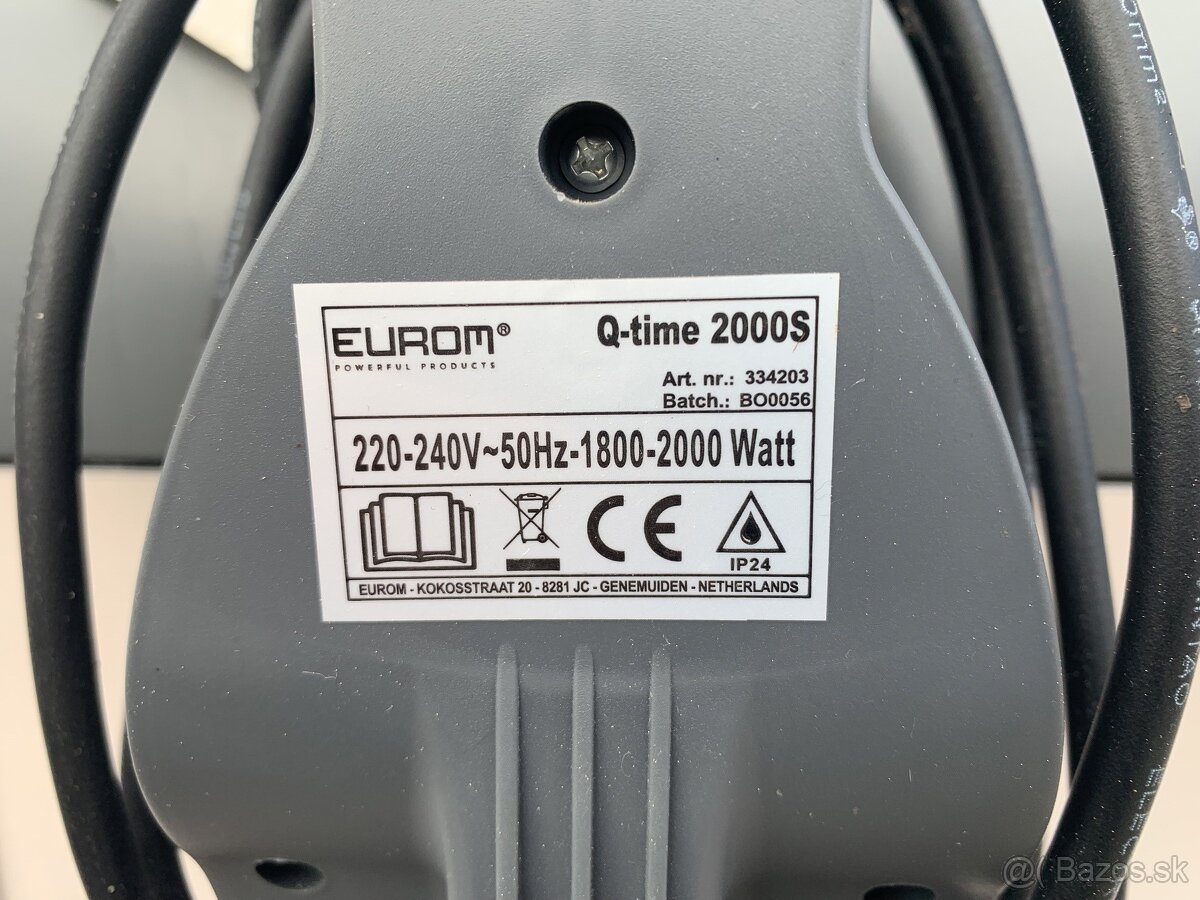 EUROM®
POWERFUL PRODUCTS
Q-time 2000S
Art. nr.: 334203
Batch.: BO0056
220-240V~50Hz-1800-2000 Watt
CE
IP24
EUROM - KOKOSSTRAAT 20 - 8281 JC - GENEMUIDEN - NETHERLANDS
@ Bazos.sk